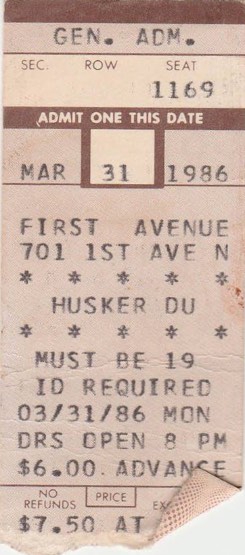 GEN. ADM.
SEC. ROW SEAT
1169
ADMIT ONE THIS DATE
MAR 31 1986
FIRST AVENUE
701 1ST AVE N
* * * * *
HUSKER DU
* * * * *
MUST BE 19
ID REQUIRED
03/31/86 MON
DRS OPEN 8 PM
$6.00 ADVANCE
NO REFUNDS PRICE
$7.50 AT